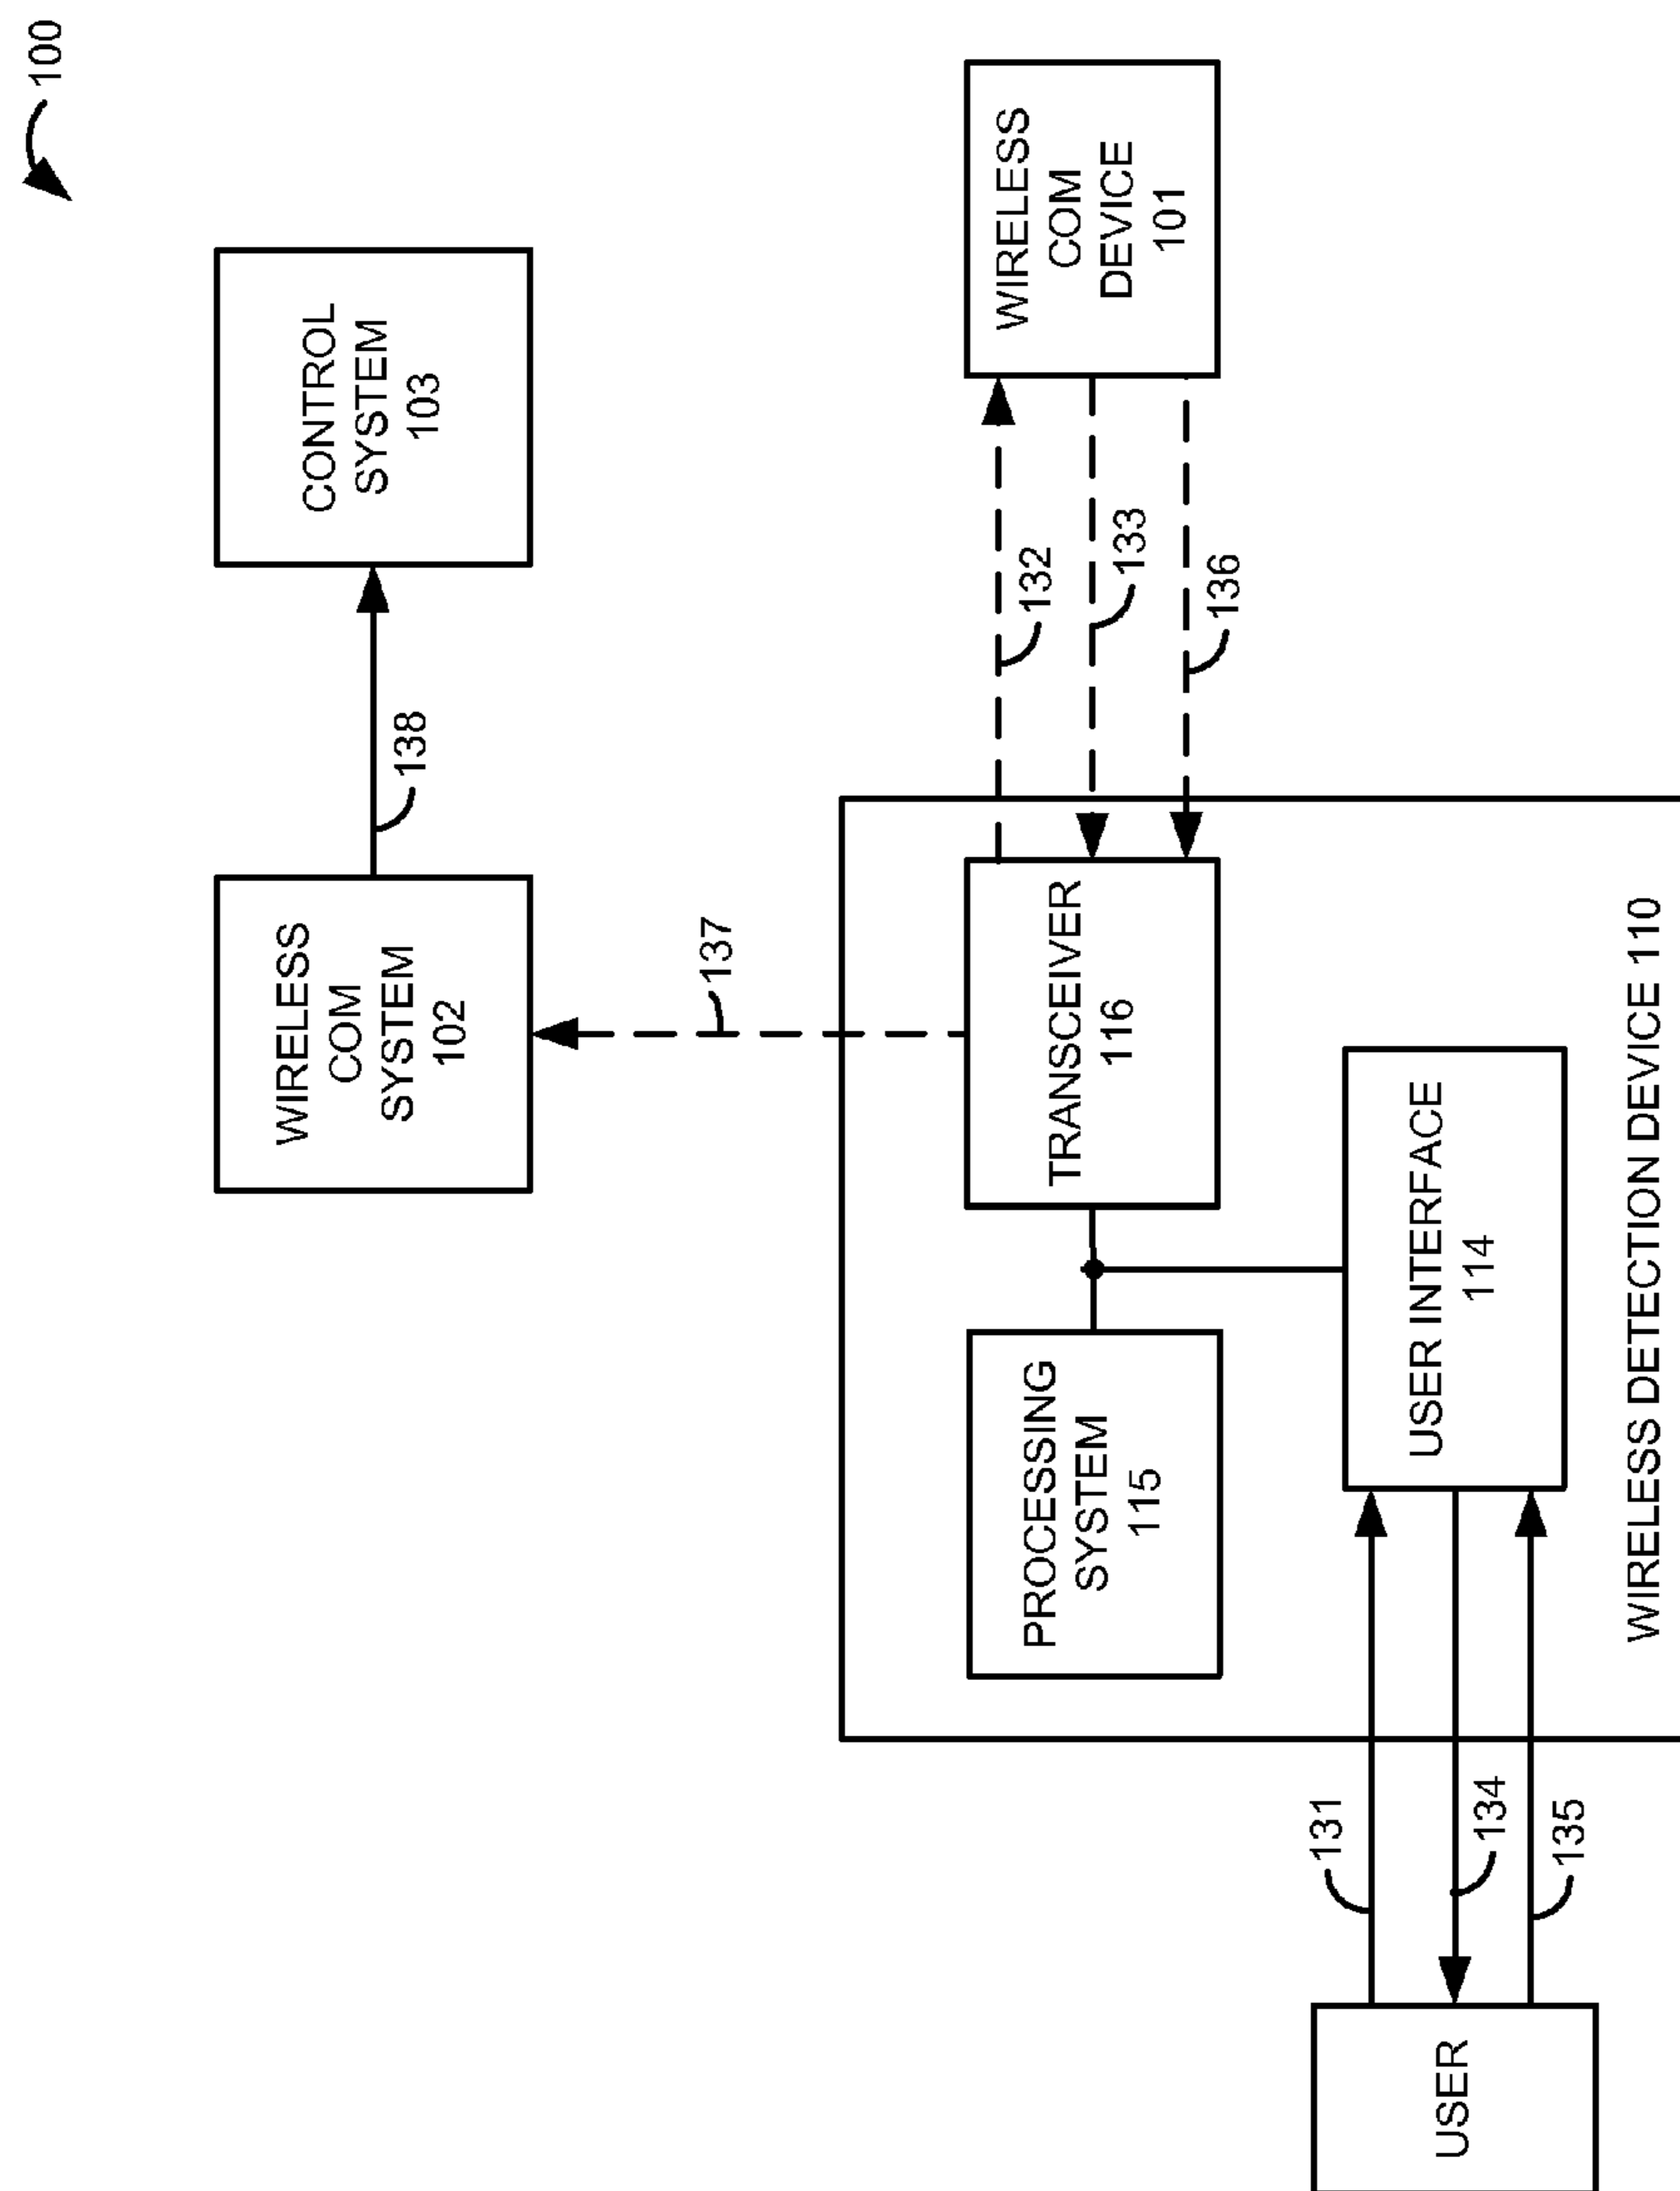 100
WIRELESS
COM
SYSTEM
102
138
CONTROL
SYSTEM
103
137
PROCESSING
SYSTEM
115
TRANSCEIVER
116
132
133
136
WIRELESS
COM
DEVICE
101
USER
131
134
135
USER INTERFACE
114
WIRELESS DETECTION DEVICE 110